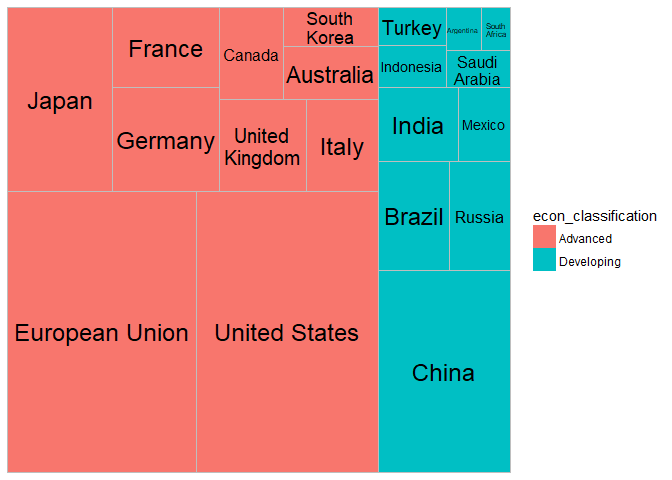 Japan
France
Germany
Canada
South
Korea
Australia
United
Kingdom
Italy
European Union
United States
Turkey
Argentina
South
Africa
Indonesia
Saudi
Arabia
India
Mexico
Brazil
Russia
China
econ_classification
Advanced
Developing